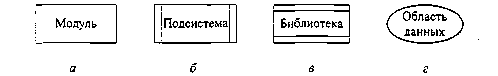 Модуль
Подсистема
Библиотека
Область
данных
а
б
в
г